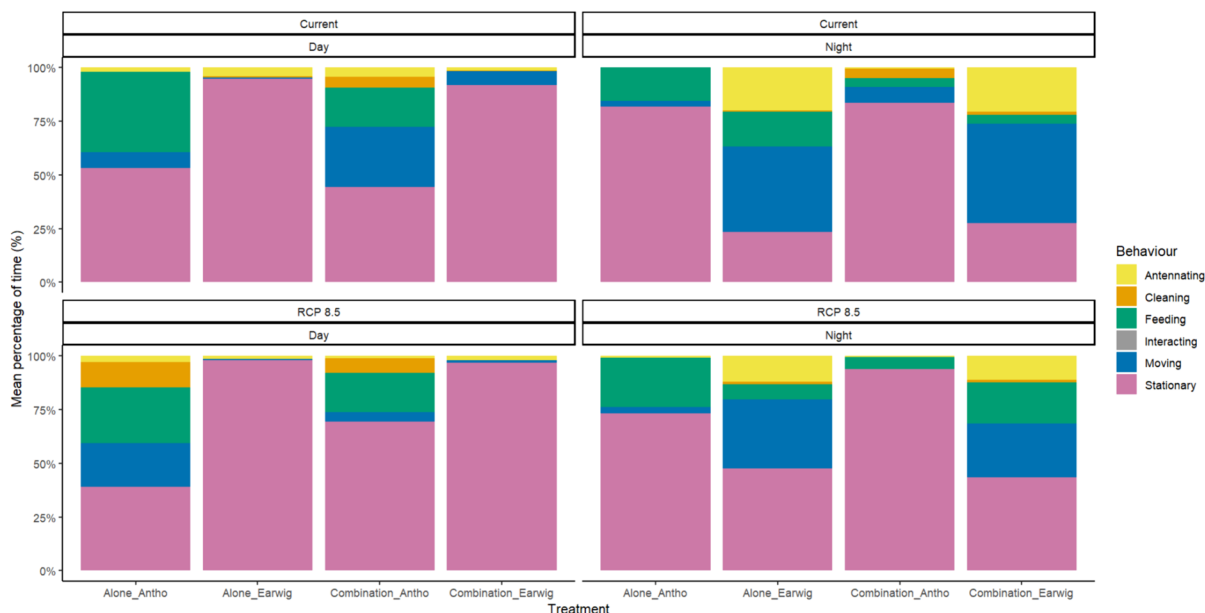 Current
Current
Day
Night
100%
75%
50%
25%
0%
RCP 8.5
RCP 8.5
Day
Night
100%
75%
50%
25%
0%
Mean percentage of time (%)
Alone_Antho
Alone_Earwig
Combination_Antho
Combination_Earwig
Alone_Antho
Alone_Earwig
Combination_Antho
Combination_Earwig
Treatment
Behaviour
Antennating
Cleaning
Feeding
Interacting
Moving
Stationary